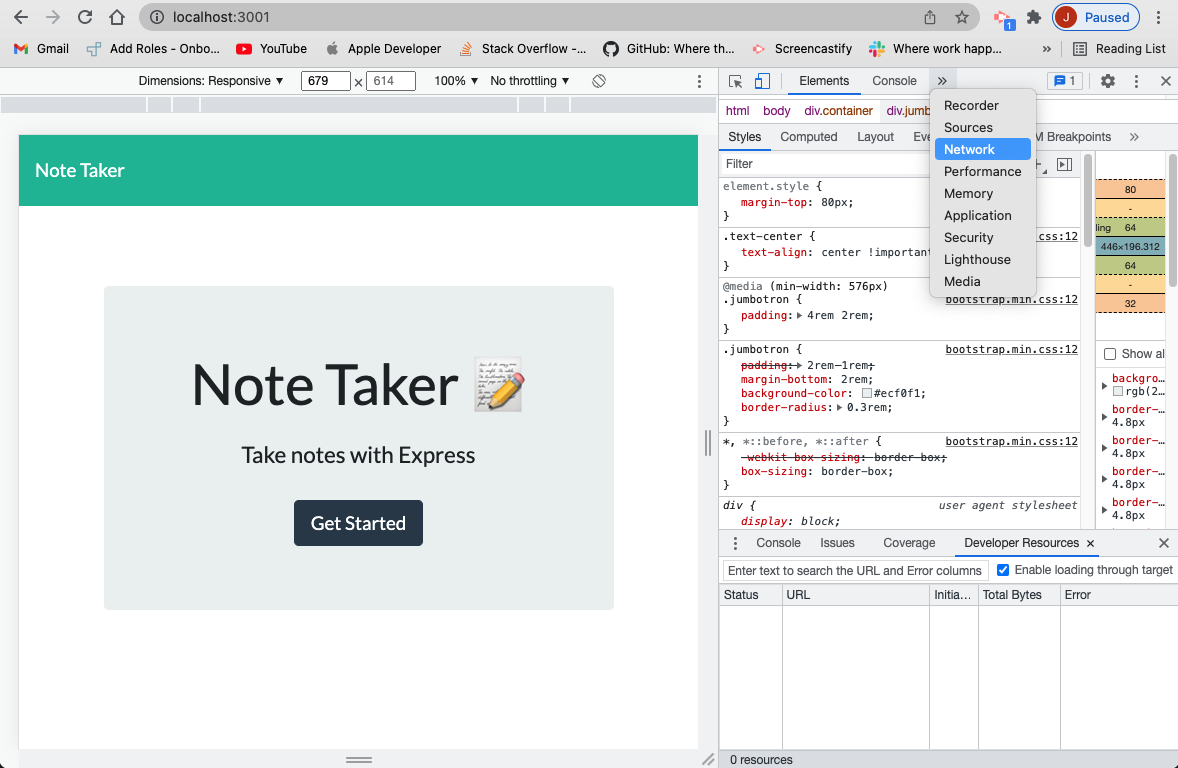 localhost:3001
1
J Paused
Gmail Add Roles - Onbo... YouTube Apple Developer Stack Overflow -... GitHub: Where th... Screencastify Where work happ... » Reading List
Dimensions: Responsive ▼ 679 × 614 100% ▼ No throttling ▼
Elements Console » 1
html body div.container div.jumb
Styles Computed Layout M Breakpoints »
Filter
Recorder
Sources
Network
Performance
Memory
Application
Security
Lighthouse
Media
element.style {
margin-top: 80px;
}
.text-center {
css:12
text-align: center !important
}
@media (min-width: 576px)
.jumbotron {
bootstrap.min.css:12
padding: 4rem 2rem;
}
.jumbotron {
bootstrap.min.css:12
padding: 2rem 1rem;
margin-bottom: 2rem;
background-color: #ecf0f1;
border-radius: 0.3rem;
}
*, *::before, *::after {
bootstrap.min.css:12
-webkit-box-sizing: border-box;
box-sizing: border-box;
}
div {
user agent stylesheet
display: block;
80
-
ling 64
446×196.312
64
-
32
Show al
backgro...
rgb(2...
border-...
4.8px
border-...
4.8px
border-...
4.8px
border-...
4.8px
Note Taker
Note Taker 📝
Take notes with Express
Get Started
Console Issues Coverage Developer Resources ×
Enter text to search the URL and Error columns Enable loading through target
Status URL Initia... Total Bytes Error
0 resources